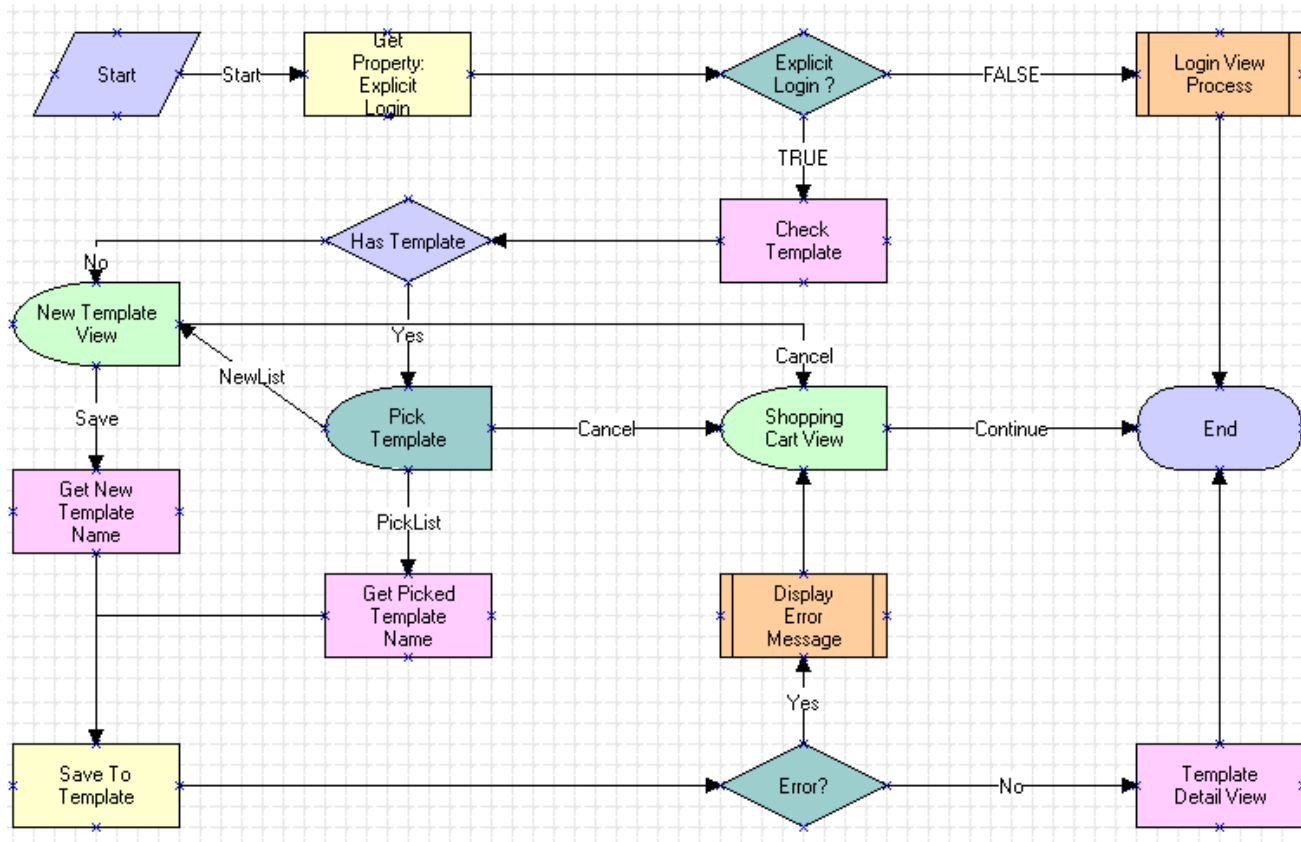 Start
Start
Get
Property:
Explicit
Login
Explicit
Login ?
FALSE
Login View
Process
TRUE
Has Template
Check
Template
No
New Template
View
Yes
NewList
Cancel
Save
Pick
Template
Cancel
Shopping
Cart View
Continue
End
Get New
Template
Name
PickList
Get Picked
Template
Name
Display
Error
Message
Yes
Save To
Template
Error?
No
Template
Detail View